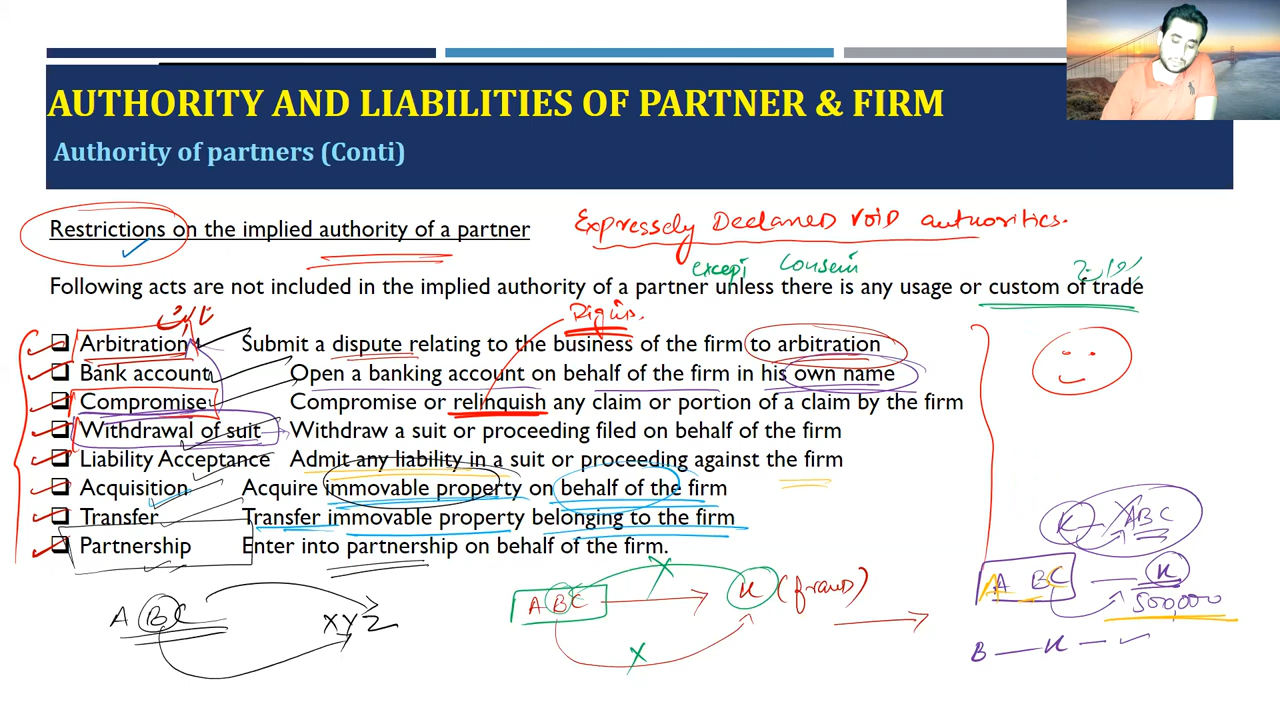 AUTHORITY AND LIABILITIES OF PARTNER & FIRM
Authority of partners (Conti)
Restrictions on the implied authority of a partner
Expressely Declared void authorities.
except Consent
رواج
Following acts are not included in the implied authority of a partner unless there is any usage or custom of trade
ثالث
Rights.
Arbitration Submit a dispute relating to the business of the firm to arbitration
Bank account Open a banking account on behalf of the firm in his own name
Compromise Compromise or relinquish any claim or portion of a claim by the firm
Withdrawal of suit Withdraw a suit or proceeding filed on behalf of the firm
Liability Acceptance Admit any liability in a suit or proceeding against the firm
Acquisition Acquire immovable property on behalf of the firm
Transfer Transfer immovable property belonging to the firm
Partnership Enter into partnership on behalf of the firm.
K ABC
A B C XYZ
A B C K (fraud)
A B C K
500,000
B K